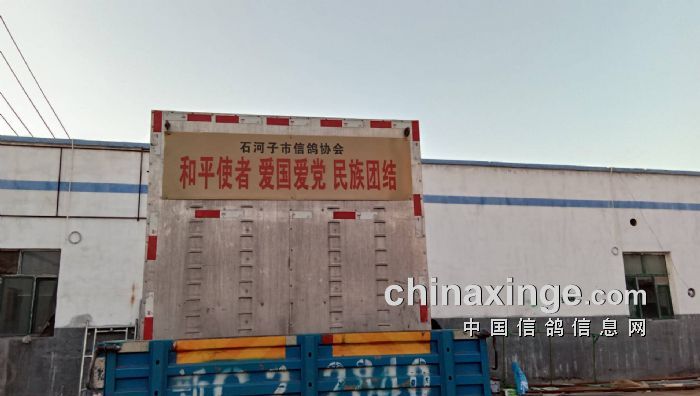 石河子市信鸽协会
和平使者 爱国爱党 民族团结
chinaxinge.com
中国信鸽信息网